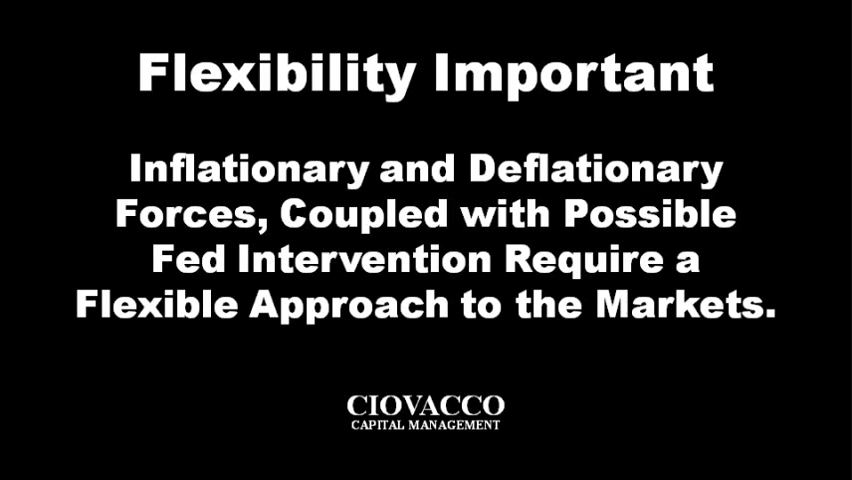 Flexibility Important
Inflationary and Deflationary
Forces, Coupled with Possible
Fed Intervention Require a
Flexible Approach to the Markets.
CIOVACCO
CAPITAL MANAGEMENT